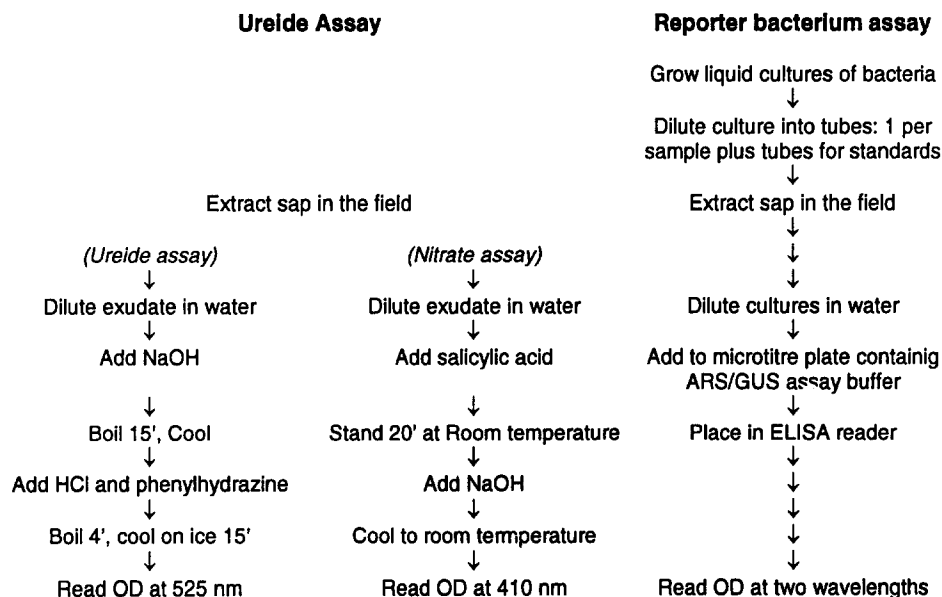 Ureide Assay
Extract sap in the field
(Ureide assay)
Dilute exudate in water
Add NaOH
Boil 15', Cool
Add HCl and phenylhydrazine
Boil 4', cool on ice 15'
Read OD at 525 nm
(Nitrate assay)
Dilute exudate in water
Add salicylic acid
Stand 20' at Room temperature
Add NaOH
Cool to room termperature
Read OD at 410 nm
Reporter bacterium assay
Grow liquid cultures of bacteria
Dilute culture into tubes: 1 per
sample plus tubes for standards
Extract sap in the field
Dilute cultures in water
Add to microtitre plate containig
ARS/GUS assay buffer
Place in ELISA reader
Read OD at two wavelengths